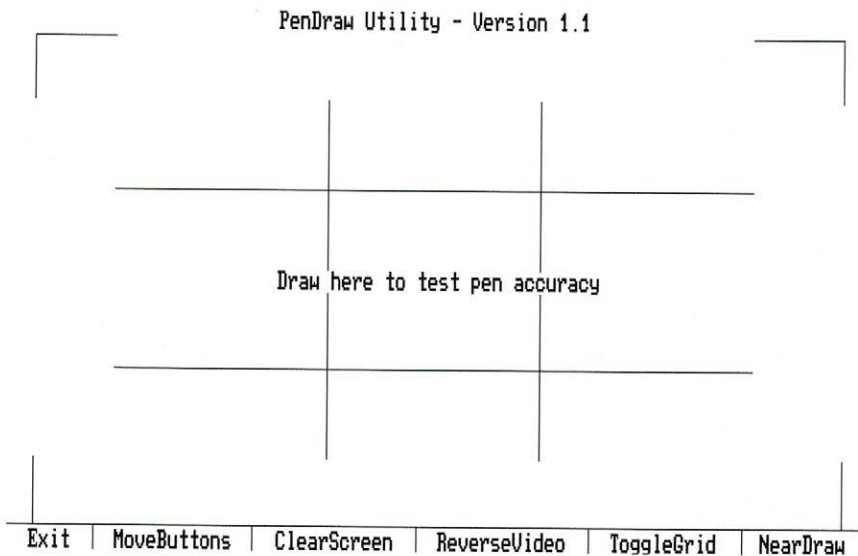 PenDraw Utility - Version 1.1
Draw here to test pen accuracy
Exit | MoveButtons | ClearScreen | ReverseVideo | ToggleGrid | NearDraw